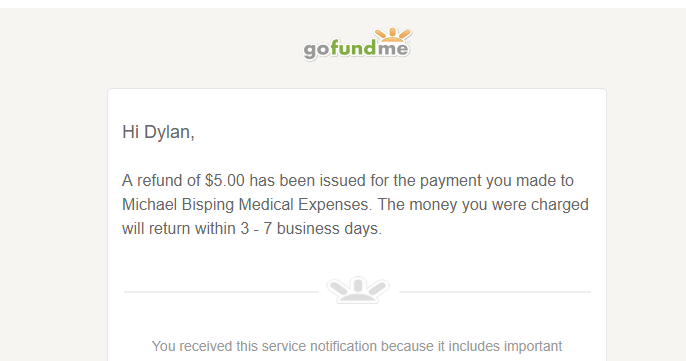 gofundme
Hi Dylan,
A refund of $5.00 has been issued for the payment you made to
Michael Bisping Medical Expenses. The money you were charged
will return within 3 - 7 business days.
You received this service notification because it includes important